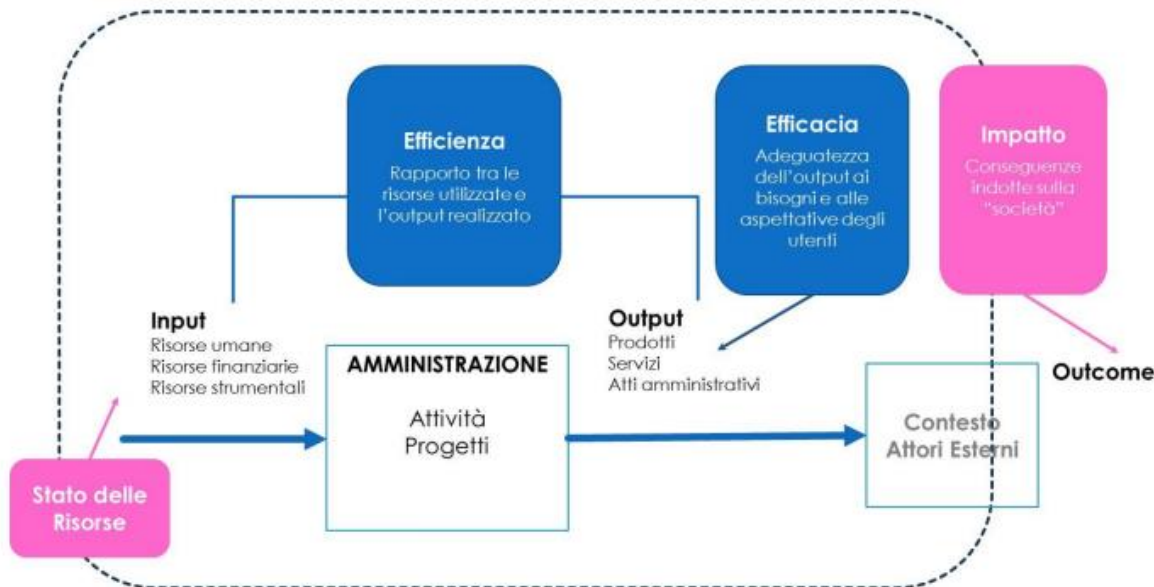 Efficienza
Rapporto tra le
risorse utilizzate e
l'output realizzato
Efficacia
Adeguatezza
dell'output ai
bisogni e alle
aspettative degli
utenti
Impatto
Conseguenze
indotte sulla
"società"
Input
Risorse umane
Risorse finanziarie
Risorse strumentali
AMMINISTRAZIONE
Attività
Progetti
Output
Prodotti
Servizi
Atti amministrativi
Outcome
Contesto
Attori Esterni
Stato delle
Risorse